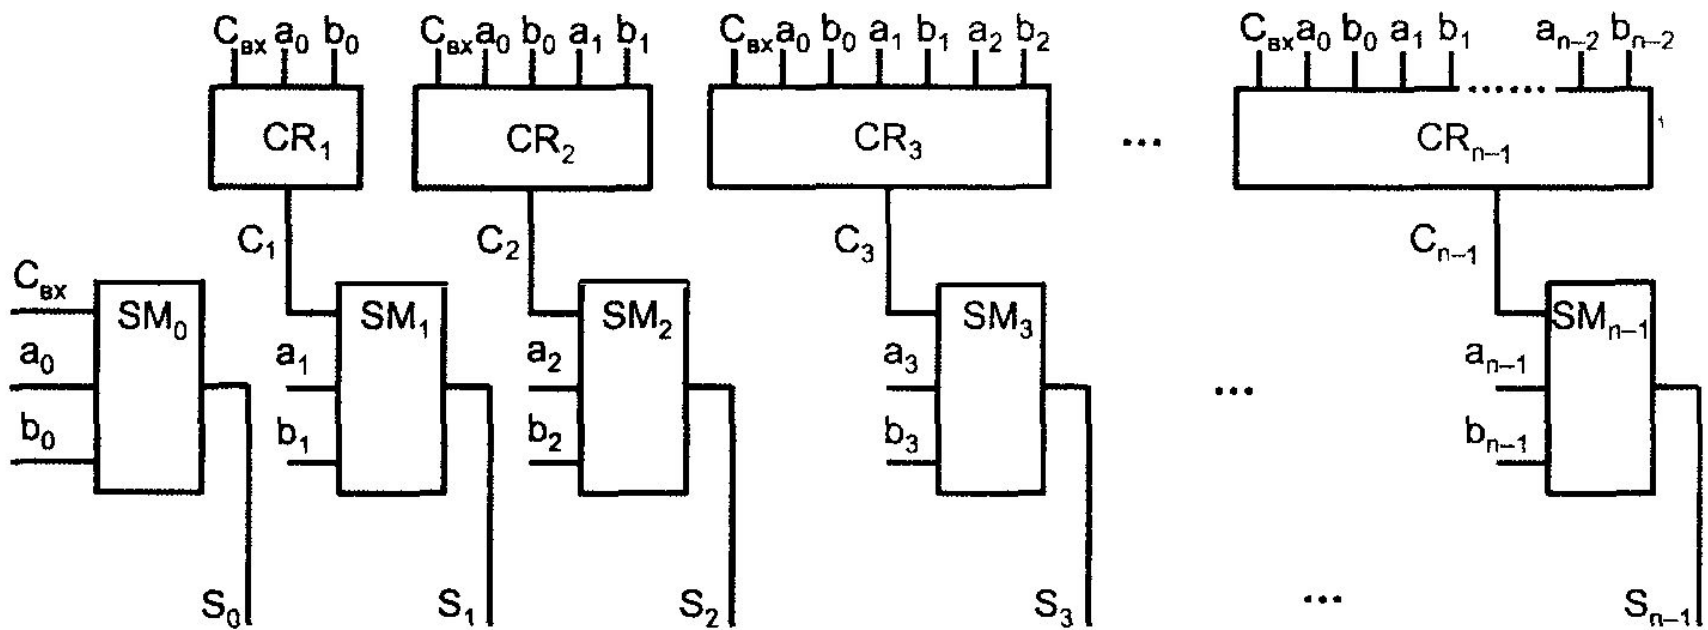 Cвх a0 b0 Cвх a0 b0 a1 b1 Cвх a0 b0 a1 b1 a2 b2 Cвх a0 b0 a1 b1 an–2 bn–2
CR1 CR2 CR3 ... CRn–1
C1 C2 C3 Cn–1
Cвх SM0 SM1 SM2 SM3 SMn–1
a0 a1 a2 a3 ... an–1
b0 b1 b2 b3 bn–1
S0 S1 S2 S3 ... Sn–1